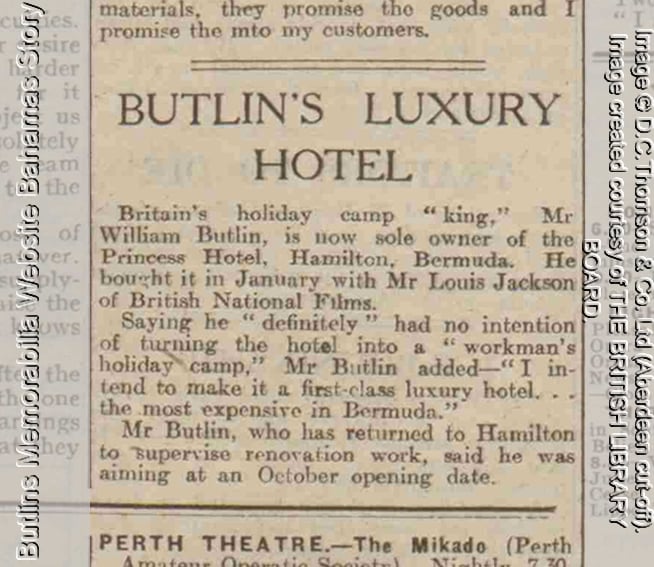 materials, they promise the goods and I
promise the mto my customers.
BUTLIN'S LUXURY
HOTEL
Britain's holiday camp “king,” Mr
William Butlin, is now sole owner of the
Princess Hotel, Hamilton, Bermuda. He
bought it in January with Mr Louis Jackson
of British National Films.
Saying he “definitely” had no intention
of turning the hotel into a “workman's
holiday camp,” Mr Butlin added—“I in-
tend to make it a first-class luxury hotel. . .
the most expensive in Bermuda.”
Mr Butlin, who has returned to Hamilton
to supervise renovation work, said he was
aiming at an October opening date.
PERTH THEATRE.—The Mikado (Perth
Amateur Operatic Society). Nightly, 7.30.
Butlins Memorabilia Website Bahamas Story
Image © D.C.Thomson & Co. Ltd (Aberdeen cut-off).
Image created courtesy of THE BRITISH LIBRARY
BOARD.